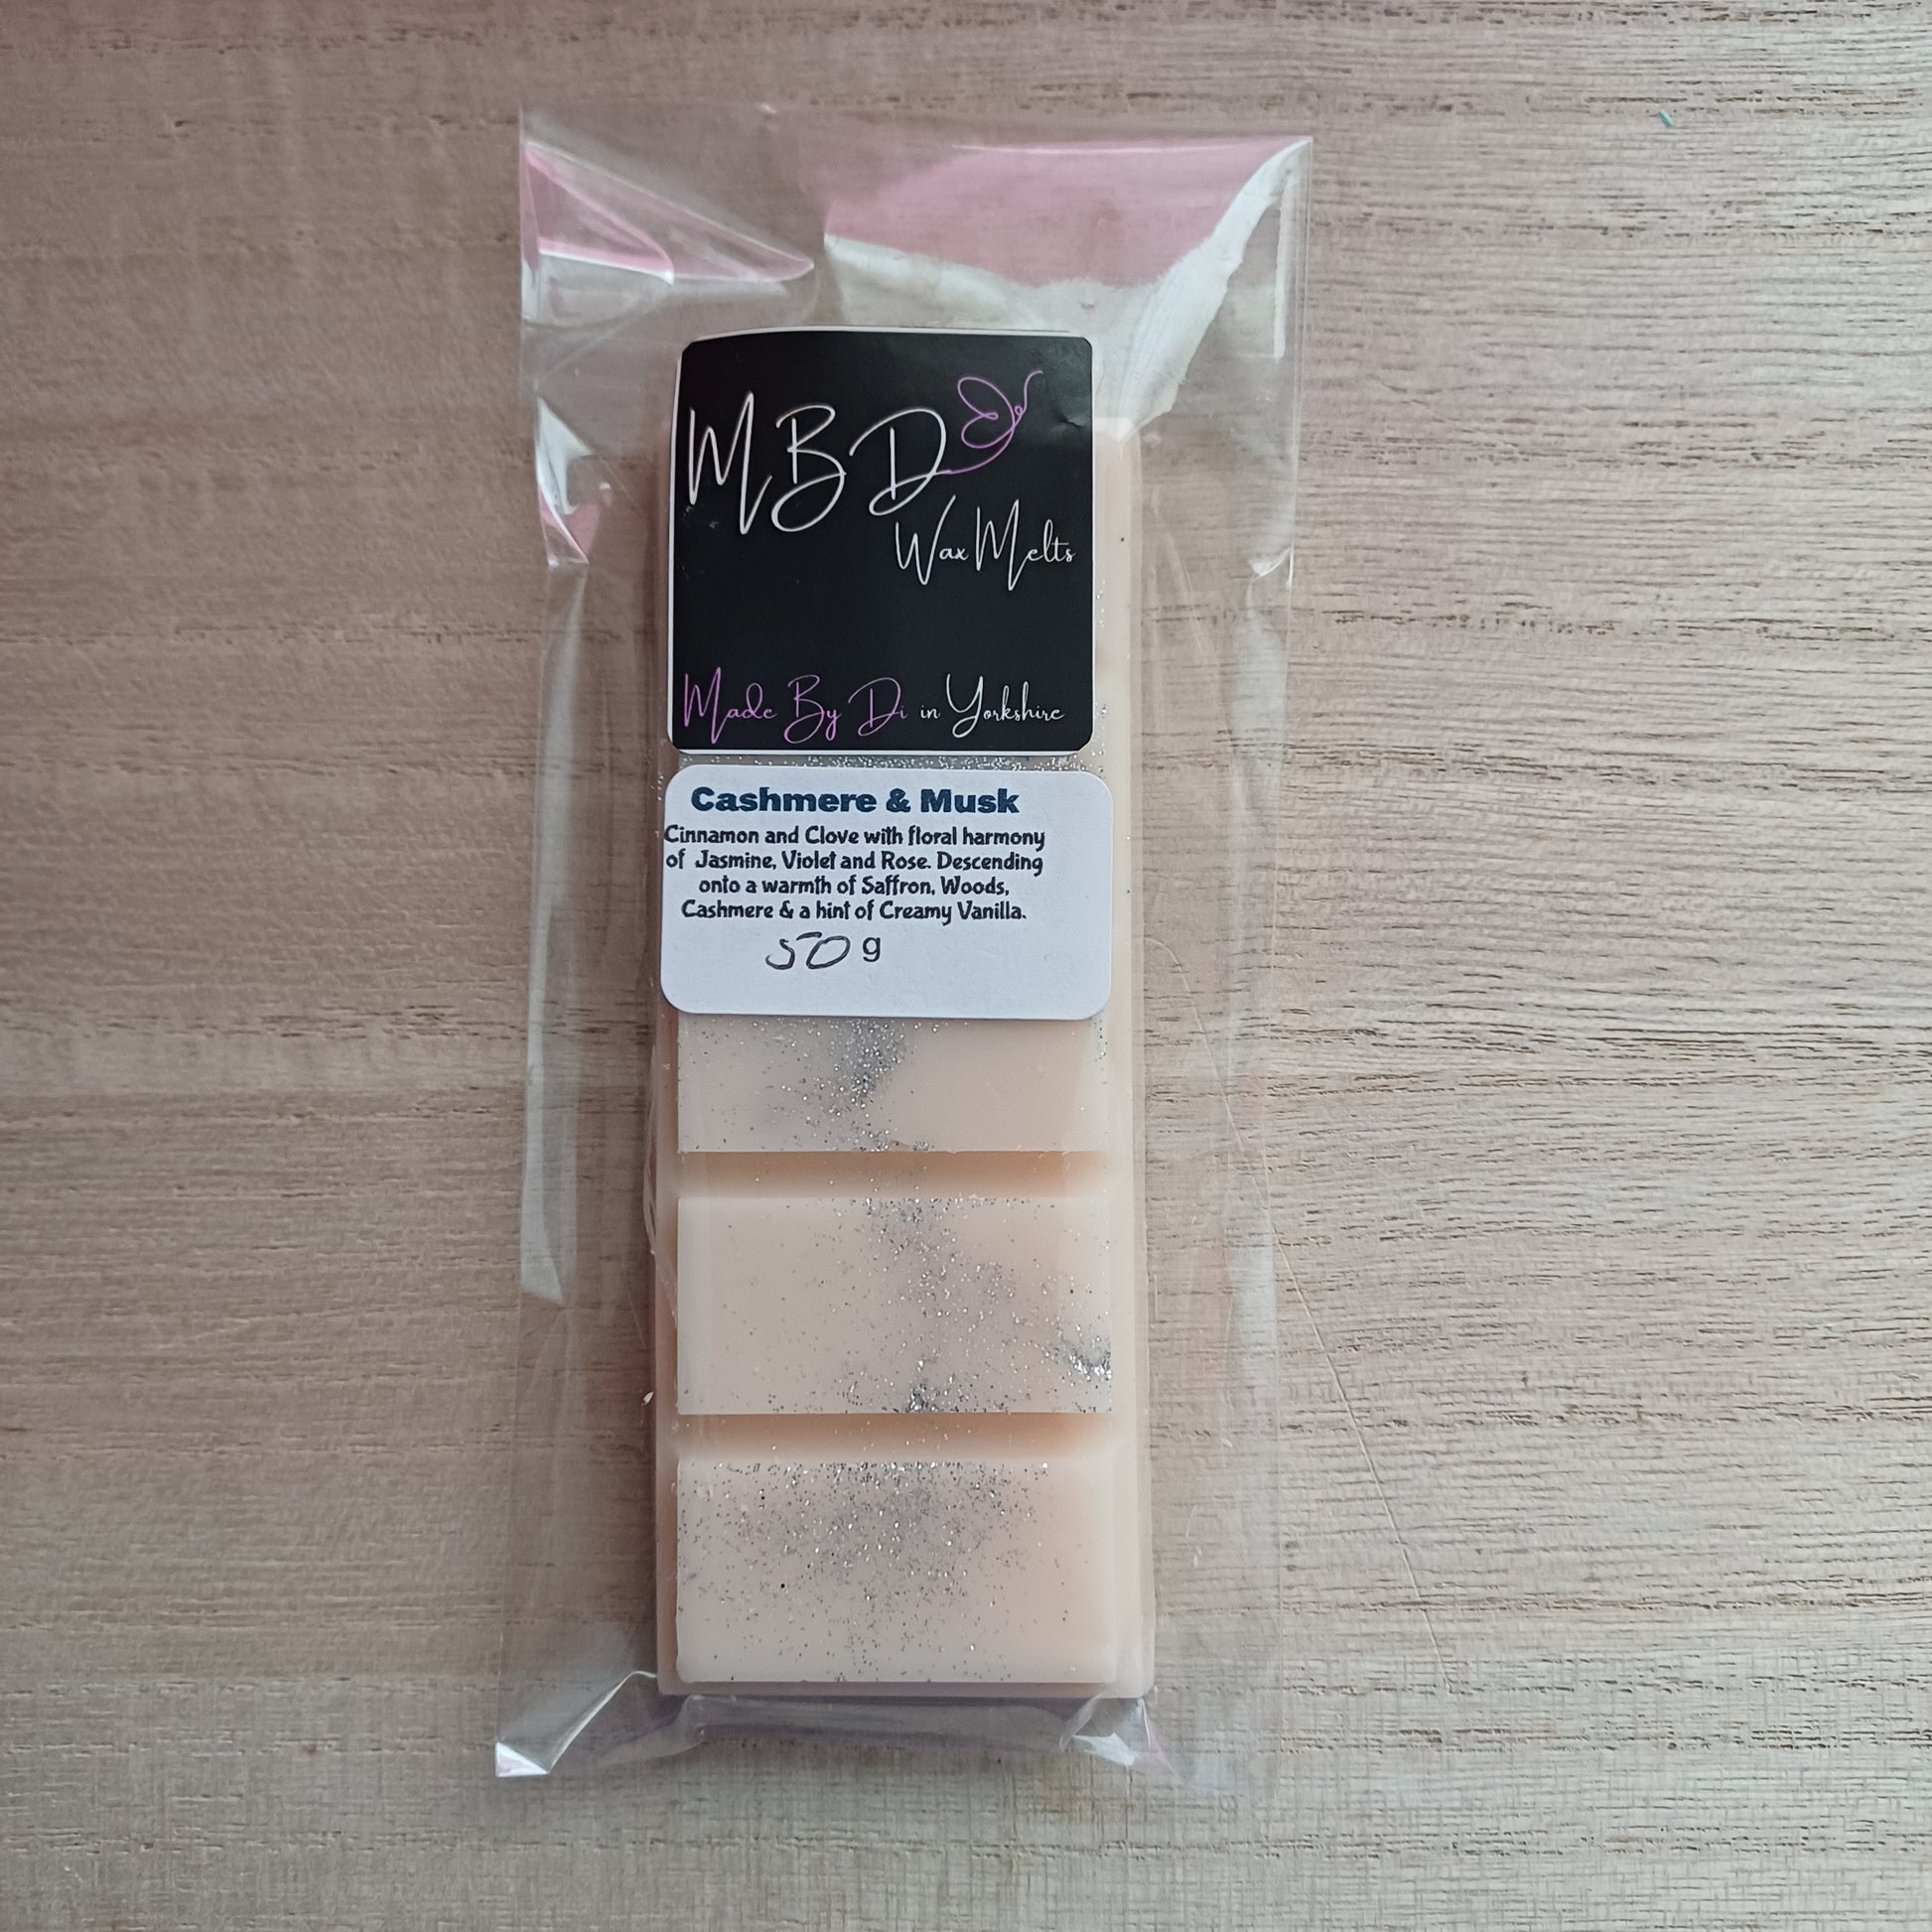 MBD
Wax Melts
Made By Di in Yorkshire
Cashmere & Musk
Cinnamon and Clove with floral harmony
of Jasmine, Violet and Rose. Descending
onto a warmth of Saffron, Woods,
Cashmere & a hint of Creamy Vanilla.
50 g